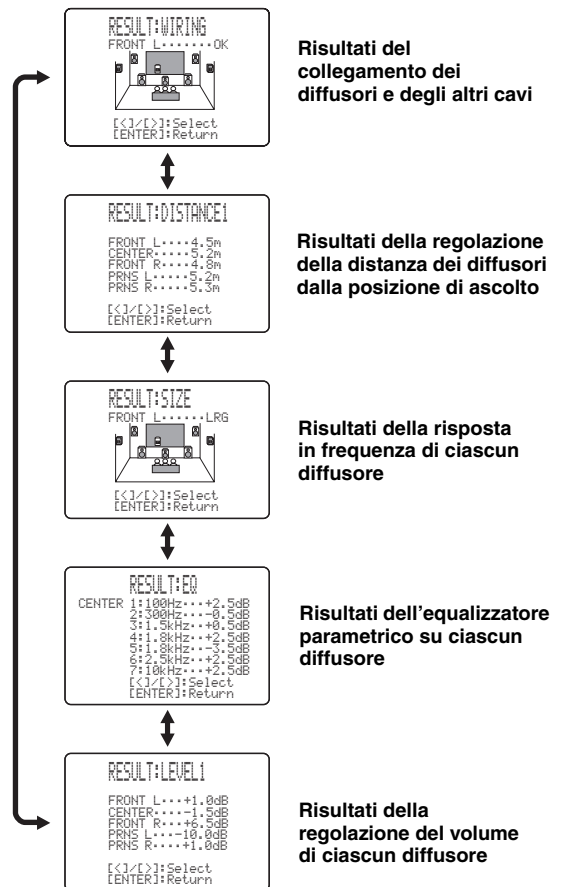 RESULT:WIRING
FRONT L·······OK
[<]/[>]:Select
[ENTER]:Return
Risultati del
collegamento dei
diffusori e degli altri cavi
RESULT:DISTANCE1
FRONT L····4.5m
CENTER·····5.2m
FRONT R····4.8m
PRNS L·····5.2m
PRNS R·····5.3m
[<]/[>]:Select
[ENTER]:Return
Risultati della regolazione
della distanza dei diffusori
dalla posizione di ascolto
RESULT:SIZE
FRONT L······LRG
[<]/[>]:Select
[ENTER]:Return
Risultati della risposta
in frequenza di ciascun
diffusore
RESULT:EQ
CENTER 1:100Hz···+2.5dB
2:300Hz···-0.5dB
3:1.5kHz··+0.5dB
4:1.8kHz··+2.5dB
5:1.8kHz··-3.5dB
6:2.5kHz··+2.5dB
7:10kHz···+2.5dB
[<]/[>]:Select
[ENTER]:Return
Risultati dell'equalizzatore
parametrico su ciascun
diffusore
RESULT:LEVEL1
FRONT L···+1.0dB
CENTER····-1.5dB
FRONT R···+6.5dB
PRNS L···-10.0dB
PRNS R····+1.0dB
[<]/[>]:Select
[ENTER]:Return
Risultati della
regolazione del volume
di ciascun diffusore